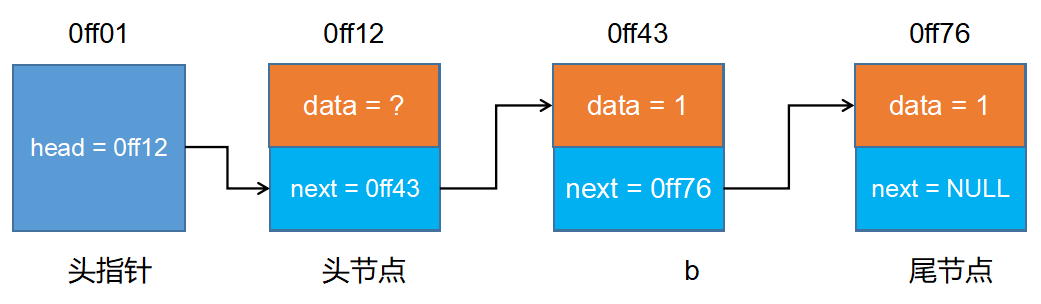 0ff01
0ff12
0ff43
0ff76
head = 0ff12
data = ?
next = 0ff43
data = 1
next = 0ff76
data = 1
next = NULL
头指针
头节点
b
尾节点